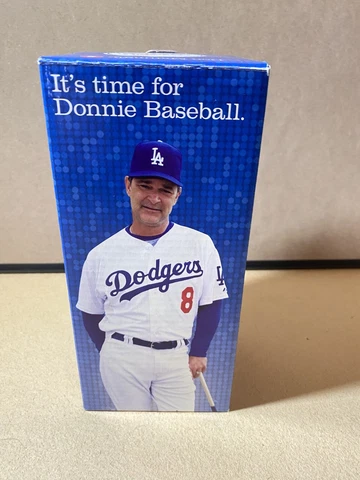 It's time for
Donnie Baseball.
LA
Dodgers
8
LA